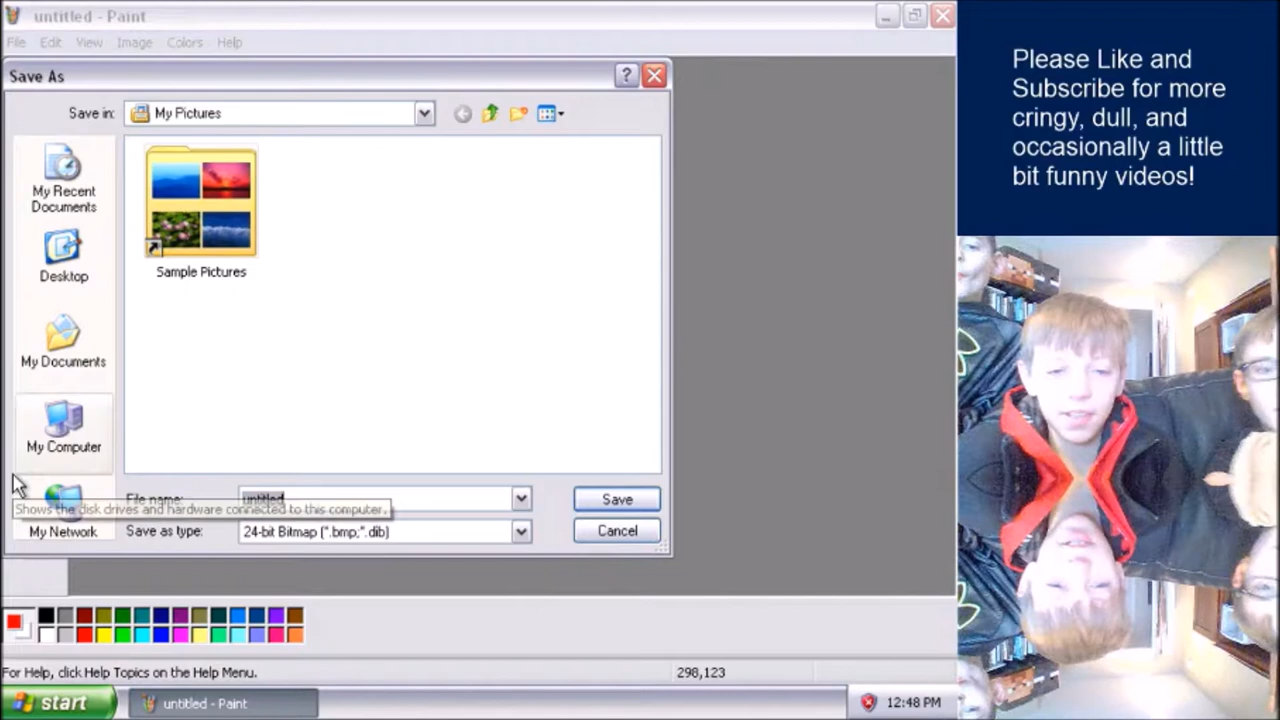 untitled - Paint
File Edit View Image Colors Help
Save As
Save in: My Pictures
My Recent
Documents
Desktop
My Documents
My Computer
My Network
Sample Pictures
File name: untitled
Shows the disk drives and hardware connected to this computer.
Save as type: 24-bit Bitmap (*.bmp;*.dib)
Save
Cancel
For Help, click Help Topics on the Help Menu.
298,123
start
untitled - Paint
12:48 PM
Please Like and
Subscribe for more
cringy, dull, and
occasionally a little
bit funny videos!